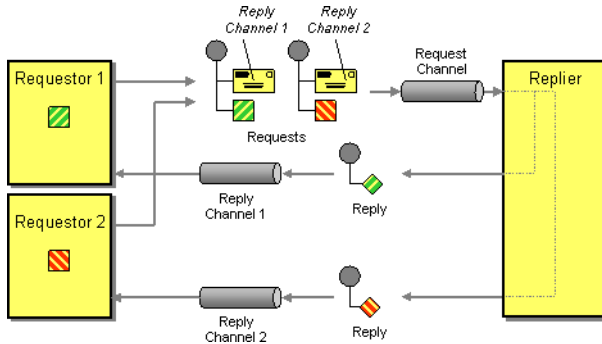 Reply
Channel 1
Reply
Channel 2
Request
Channel
Requestor 1
Replier
Requests
Reply
Channel 1
Reply
Requestor 2
Reply
Channel 2
Reply